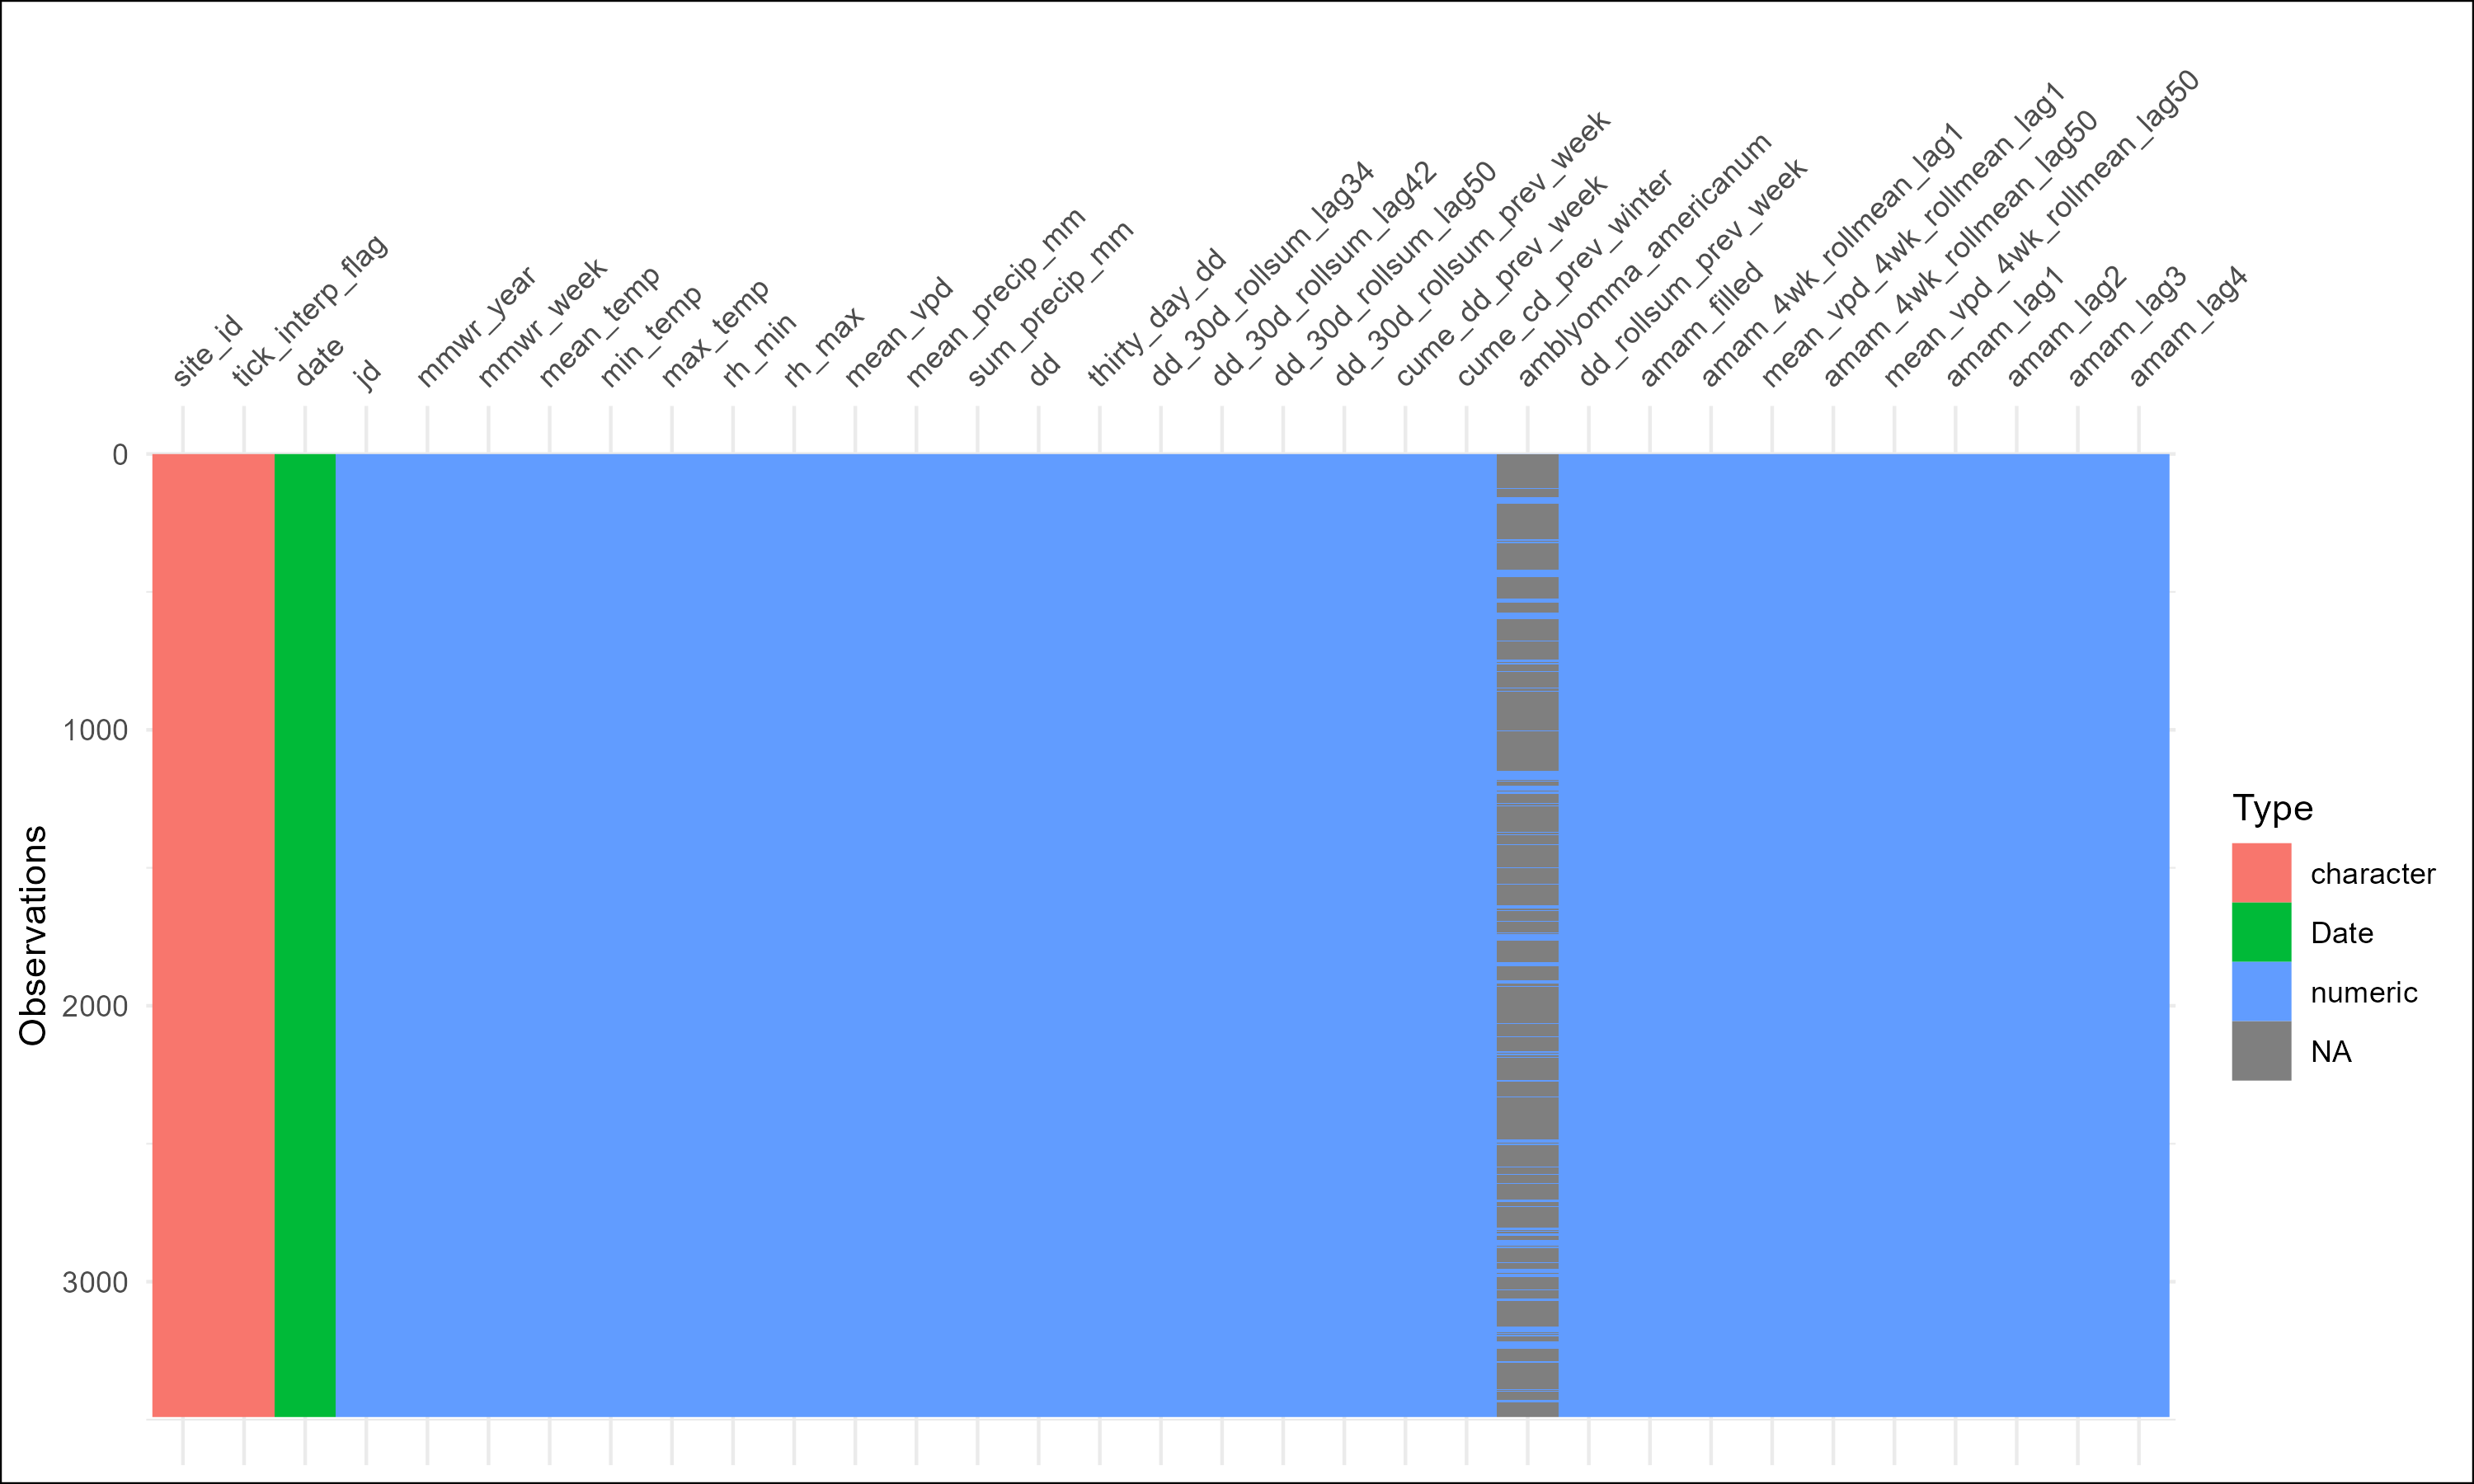 site_id
tick_interp_flag
date
jd
mmwr_year
mmwr_week
mean_temp
min_temp
max_temp
rh_min
rh_max
mean_vpd
mean_precip_mm
sum_precip_mm
dd
thirty_day_dd
dd_30d_rollsum_lag34
dd_30d_rollsum_lag42
dd_30d_rollsum_lag50
dd_30d_rollsum_prev_week
cume_dd_prev_week
cume_cd_prev_winter
amblyomma_americanum
dd_rollsum_prev_week
amam_filled
amam_4wk_rollmean_lag1
mean_vpd_4wk_rollmean_lag1
amam_4wk_rollmean_lag50
mean_vpd_4wk_rollmean_lag50
amam_lag1
amam_lag2
amam_lag3
amam_lag4
0
1000
2000
3000
Observations
Type
character
Date
numeric
NA